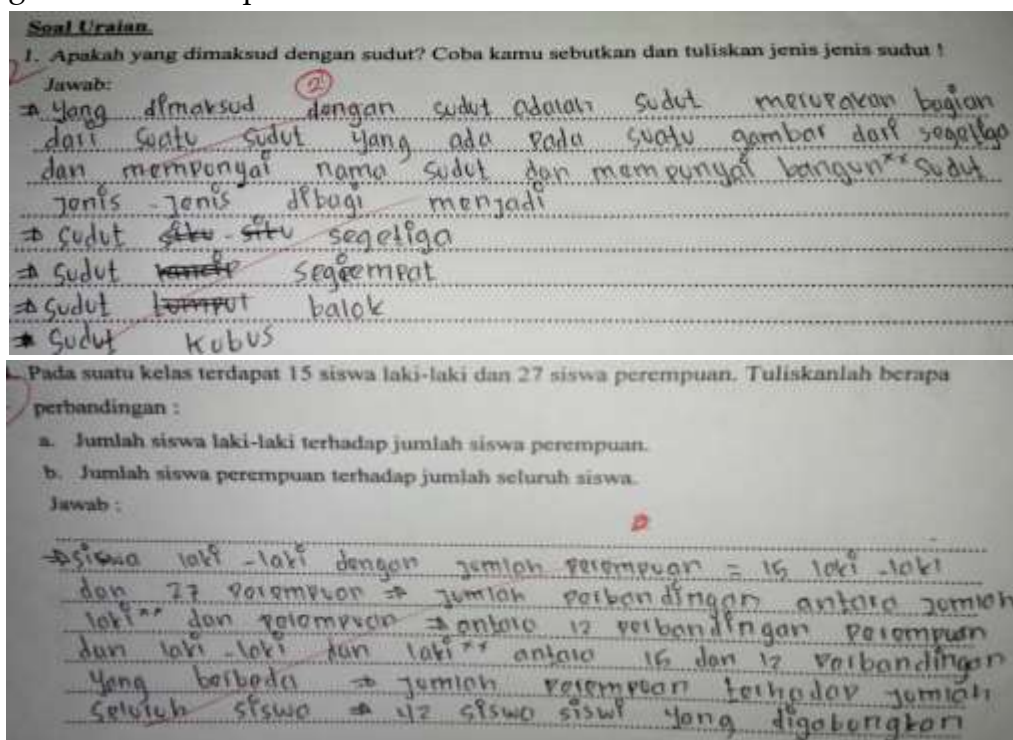 Soal Uraian.
1. Apakah yang dimaksud dengan sudut? Coba kamu sebutkan dan tuliskan jenis jenis sudut !
Jawab:
2
⇒ Yang dimaksud dengan sudut adalah sudut merupakan bagian
dari suatu sudut yang ada pada suatu gambar dari segetiga
dan mempenyai nama sudut dan mempunyai bangun** sudut
jenis - jenis dibagi menjadi
⇒ Sudut siku - siku segetiga
⇒ Sudut lancip segeempat
⇒ Sudut tumpul balok
⇒ Sudut kubus
Pada suatu kelas terdapat 15 siswa laki-laki dan 27 siswa perempuan. Tuliskanlah berapa
perbandingan :
a. Jumlah siswa laki-laki terhadap jumlah siswa perempuan.
b. Jumlah siswa perempuan terhadap jumlah seluruh siswa.
Jawab :
⇒ siswa laki - laki dengan jumlah perempuan = 15 laki - laki
dan 27 perempuan ⇒ jumlah perbandingan antara jumlah
laki** dan perempuan ⇒ antara 12 perbandingan perempuan
dan laki - laki dan laki** antara 15 dan 12 perbandingan
yang berbeda ⇒ jumlah perempuan terhadap jumlah
seluruh siswa ⇒ 42 siswa siswi yang digabungkan